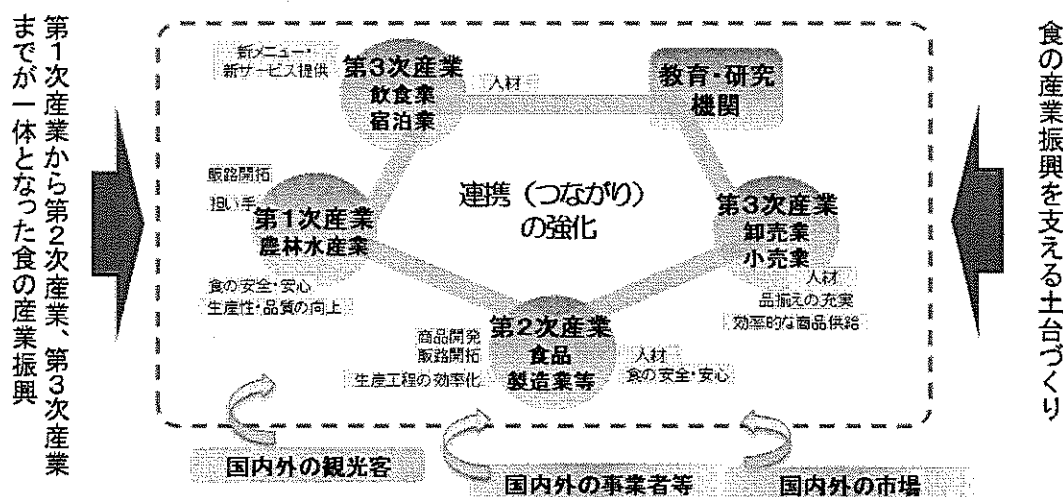 第1次産業から第2次産業、第3次産業
までが一体となった食の産業振興
新メニュー・
新サービス提供
第3次産業
飲食業
宿泊業
人材
教育・研究
機関
販路開拓
担い手
第1次産業
農林水産業
食の安全・安心
生産性・品質の向上
連携（つながり）
の強化
第3次産業
卸売業
小売業
人材
品揃えの充実
効率的な商品供給
商品開発
販路開拓
生産工程の効率化
第2次産業
食品
製造業等
人材
食の安全・安心
国内外の観光客
国内外の事業者等
国内外の市場
食の産業振興を支える土台づくり